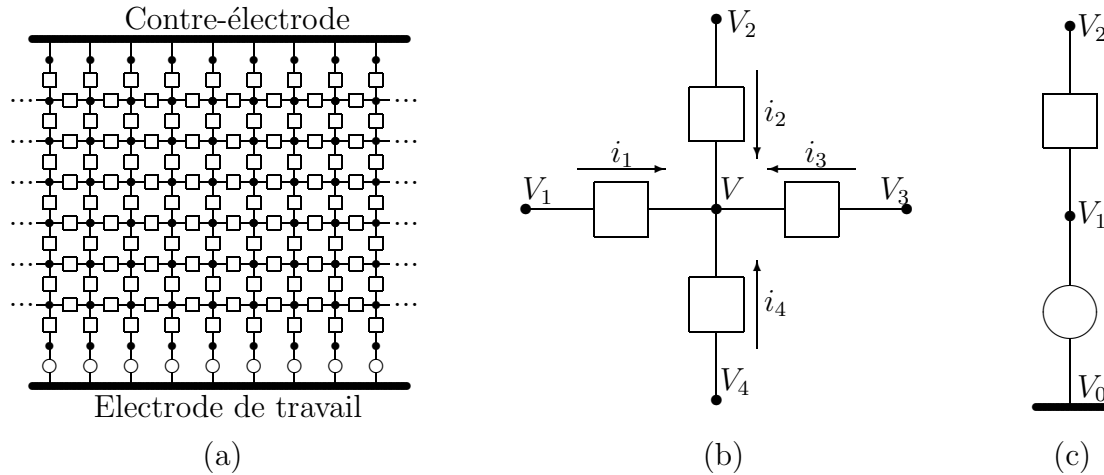 Contre-électrode
Electrode de travail
(a)
V₂
i₂
i₁
i₃
V₁
V
V₃
i₄
V₄
(b)
V₂
V₁
V₀
(c)